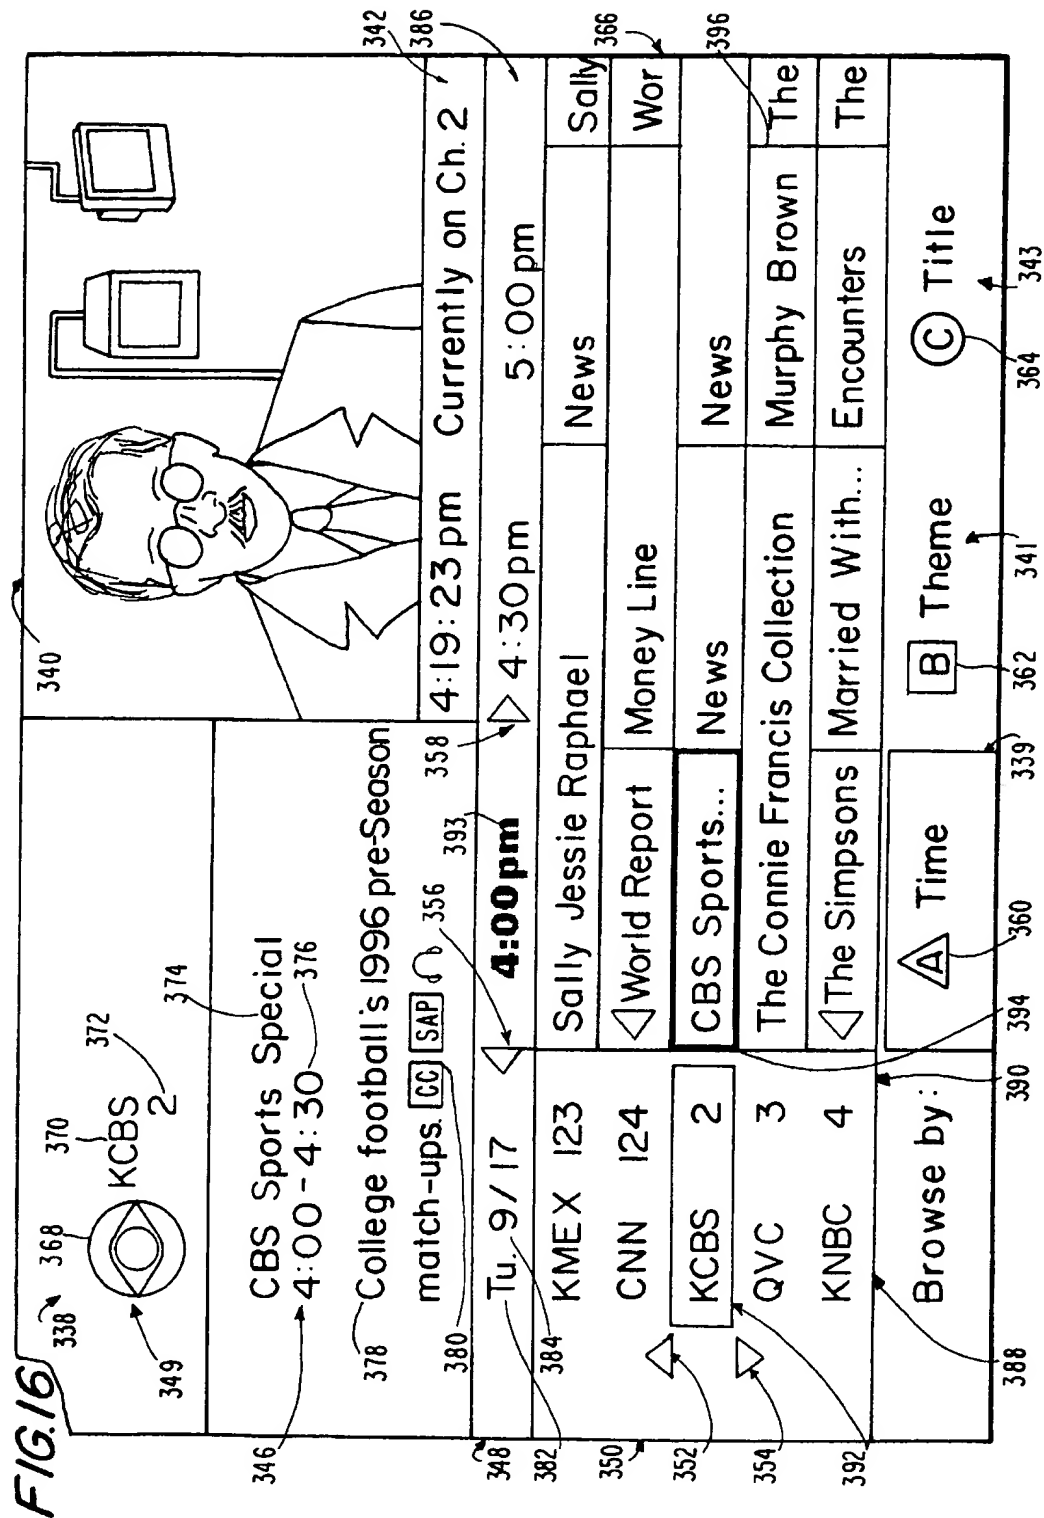 FIG.16
338
368
370
372
374
376
340
349
346
378
380
KCBS
2
CBS Sports Special
4:00-4:30
College football's 1996 pre-Season
match-ups. CC SAP
4:19:23pm Currently on Ch. 2
342
386
358
393
356
348
382
384
Tu. 9/17 4:00pm 4:30pm 5:00pm
KMEX 123 Sally Jessie Raphael News Sally
CNN 124 World Report Money Line Wor
KCBS 2 CBS Sports... News News
QVC 3 The Connie Francis Collection Murphy Brown The
KNBC 4 The Simpsons Married With... Encounters The
366
396
350
352
354
392
Browse by: A Time B Theme C Title
388
390
394
360
339
362
341
364
343